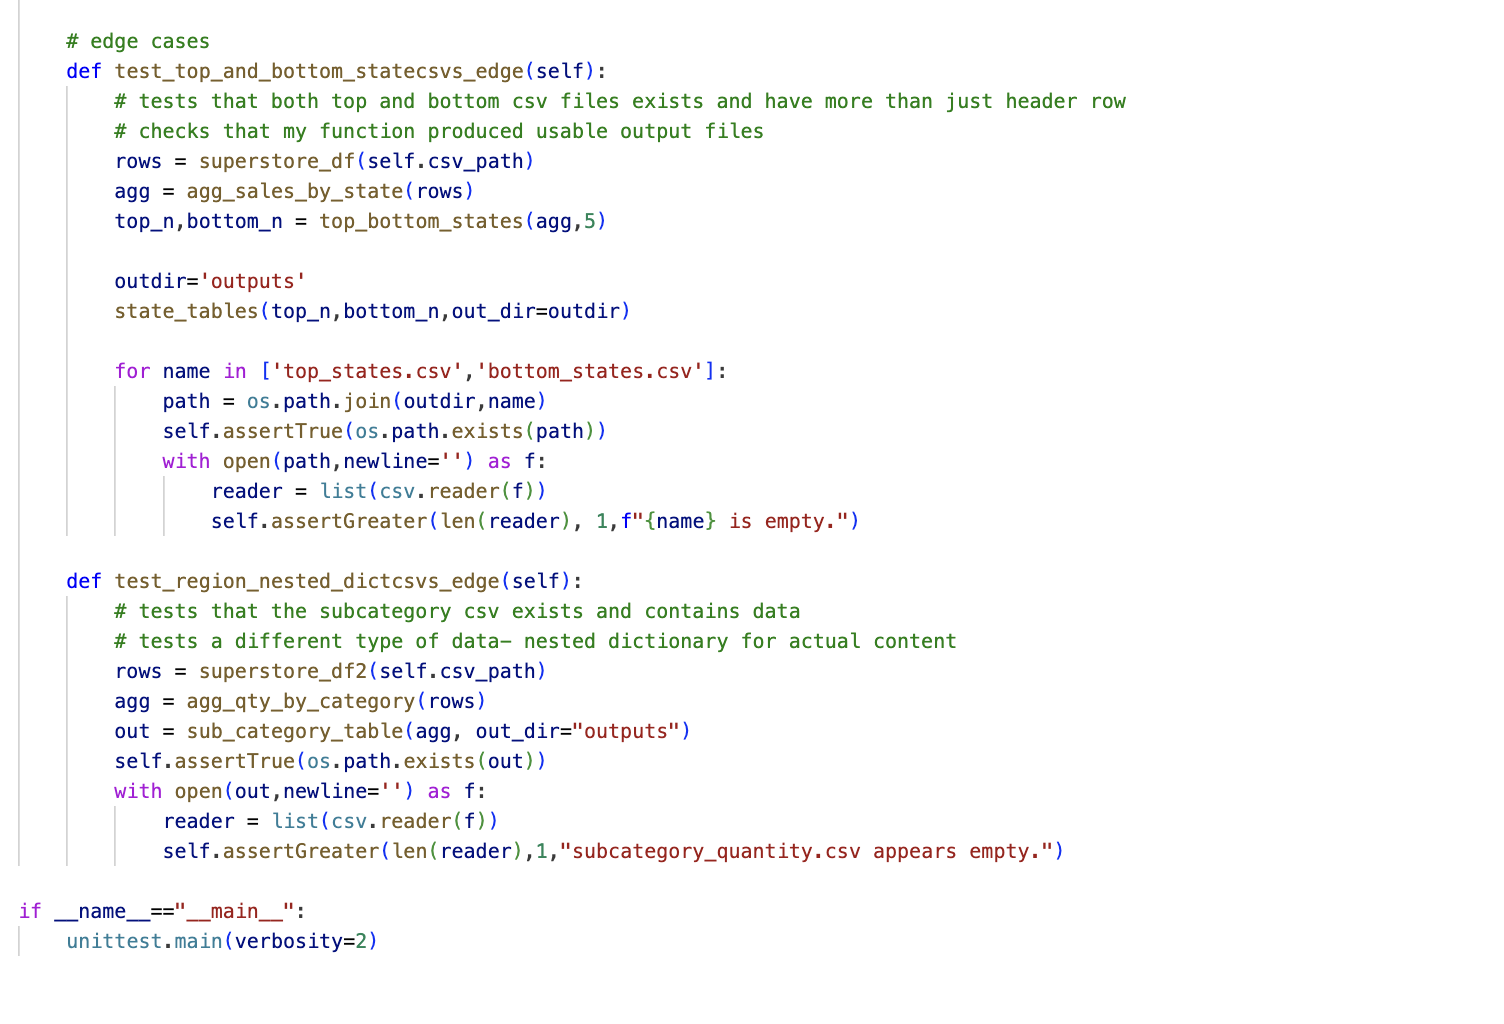 # edge cases
def test_top_and_bottom_statecsvs_edge(self):
# tests that both top and bottom csv files exists and have more than just header row
# checks that my function produced usable output files
rows = superstore_df(self.csv_path)
agg = agg_sales_by_state(rows)
top_n,bottom_n = top_bottom_states(agg,5)
outdir='outputs'
state_tables(top_n,bottom_n,out_dir=outdir)
for name in ['top_states.csv','bottom_states.csv']:
path = os.path.join(outdir,name)
self.assertTrue(os.path.exists(path))
with open(path,newline='') as f:
reader = list(csv.reader(f))
self.assertGreater(len(reader), 1,f"{name} is empty.")
def test_region_nested_dictcsvs_edge(self):
# tests that the subcategory csv exists and contains data
# tests a different type of data– nested dictionary for actual content
rows = superstore_df2(self.csv_path)
agg = agg_qty_by_category(rows)
out = sub_category_table(agg, out_dir="outputs")
self.assertTrue(os.path.exists(out))
with open(out,newline='') as f:
reader = list(csv.reader(f))
self.assertGreater(len(reader),1,"subcategory_quantity.csv appears empty.")
if __name__=="__main__":
unittest.main(verbosity=2)